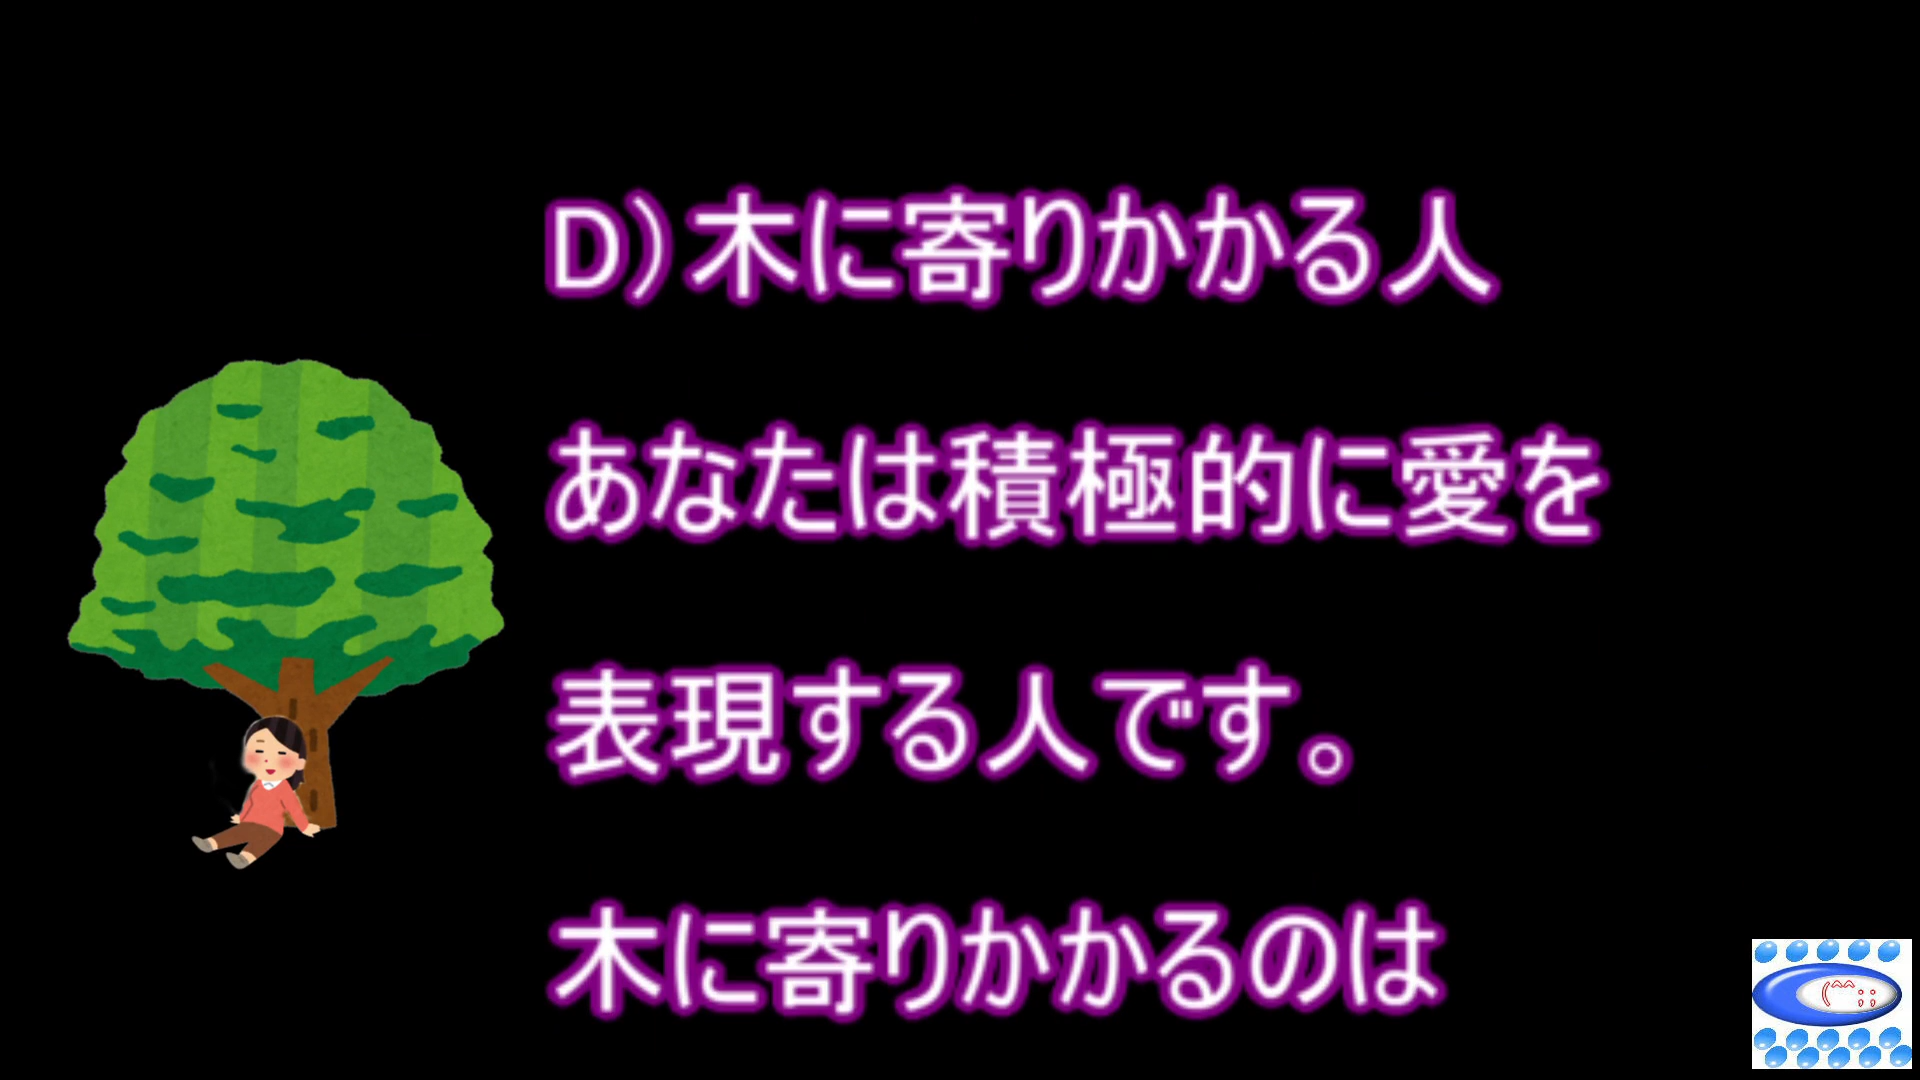 D）木に寄りかかる人
あなたは積極的に愛を
表現する人です。
木に寄りかかるのは
(^^;;